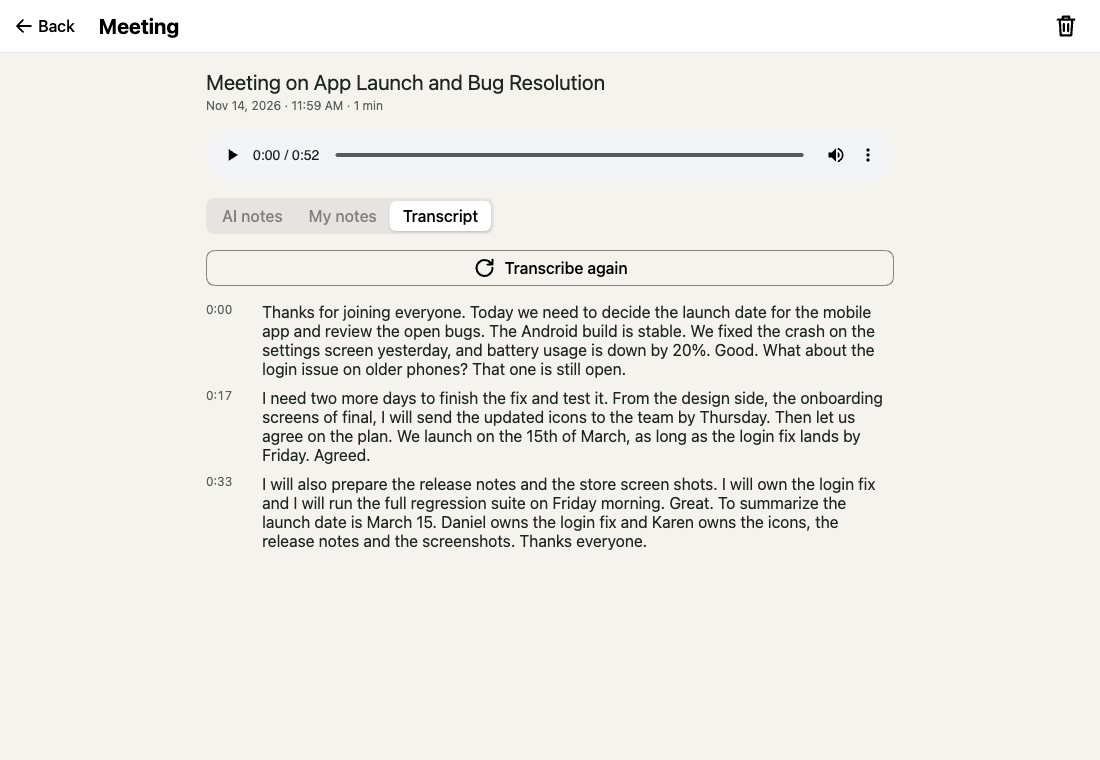 Back
Meeting
Meeting on App Launch and Bug Resolution
Nov 14, 2026 · 11:59 AM · 1 min
0:00 / 0:52
AI notes
My notes
Transcript
Transcribe again
0:00
Thanks for joining everyone. Today we need to decide the launch date for the mobile
app and review the open bugs. The Android build is stable. We fixed the crash on the
settings screen yesterday, and battery usage is down by 20%. Good. What about the
login issue on older phones? That one is still open.
0:17
I need two more days to finish the fix and test it. From the design side, the onboarding
screens of final, I will send the updated icons to the team by Thursday. Then let us
agree on the plan. We launch on the 15th of March, as long as the login fix lands by
Friday. Agreed.
0:33
I will also prepare the release notes and the store screen shots. I will own the login fix
and I will run the full regression suite on Friday morning. Great. To summarize the
launch date is March 15. Daniel owns the login fix and Karen owns the icons, the
release notes and the screenshots. Thanks everyone.